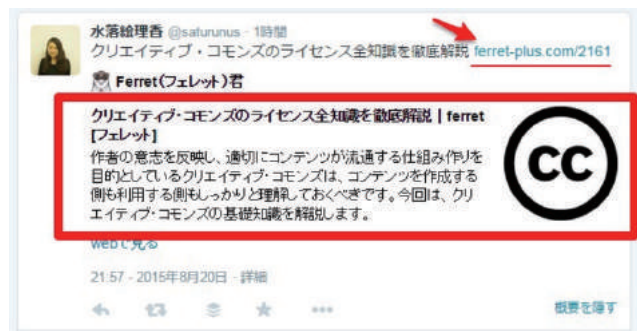 水落絵理香 @saturunus · 1時間
クリエイティブ・コモンズのライセンス全知識を徹底解説 ferret-plus.com/2161
Ferret(フェレット)君
クリエイティブ・コモンズのライセンス全知識を徹底解説 | ferret
[フェレット]
作者の意志を反映し、適切にコンテンツが流通する仕組み作りを
目的としているクリエイティブ・コモンズは、コンテンツを作成する
側も利用する側もしっかりと理解しておくべきです。今回は、クリ
エイティブ・コモンズの基礎知識を解説します。
cc
webで見る
21:57 - 2015年8月20日 · 詳細
概要を隠す